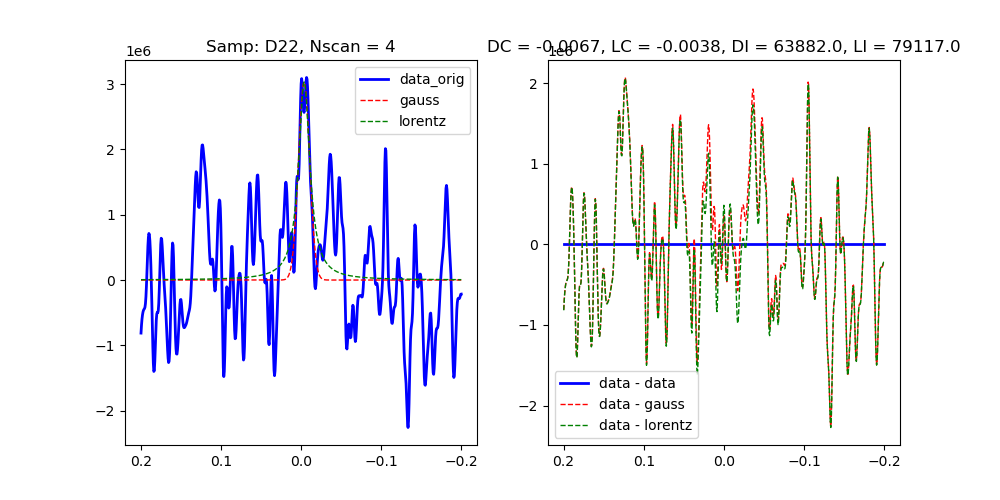 Samp: D22, Nscan = 4
1e6
3
2
1
0
−1
−2
0.2 0.1 0.0 −0.1 −0.2
data_orig
gauss
lorentz
DC = -0.0067, LC = -0.0038, DI = 63882.0, LI = 79117.0
1e6
2
1
0
−1
−2
0.2 0.1 0.0 −0.1 −0.2
data - data
data - gauss
data - lorentz